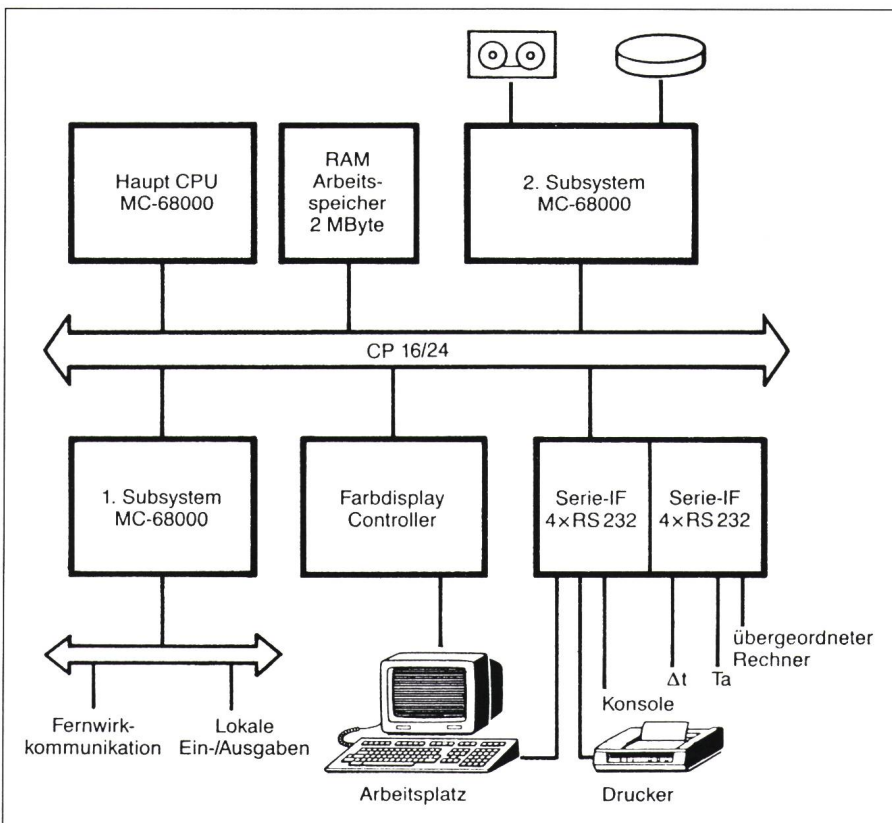 Haupt CPU
MC-68000
RAM
Arbeits-
speicher
2 MByte
2. Subsystem
MC-68000
CP 16/24
1. Subsystem
MC-68000
Farbdisplay
Controller
Serie-IF
4×RS 232
Serie-IF
4×RS 232
Fernwirk-
kommunikation
Lokale
Ein-/Ausgaben
Arbeitsplatz
Konsole
Drucker
Δt
Ta
übergeordneter
Rechner